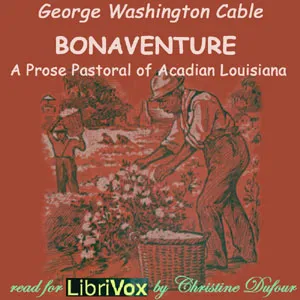 George Washington Cable
BONAVENTURE
A Prose Pastoral of Acadian Louisiana
read for LibriVox by Christine Dufour